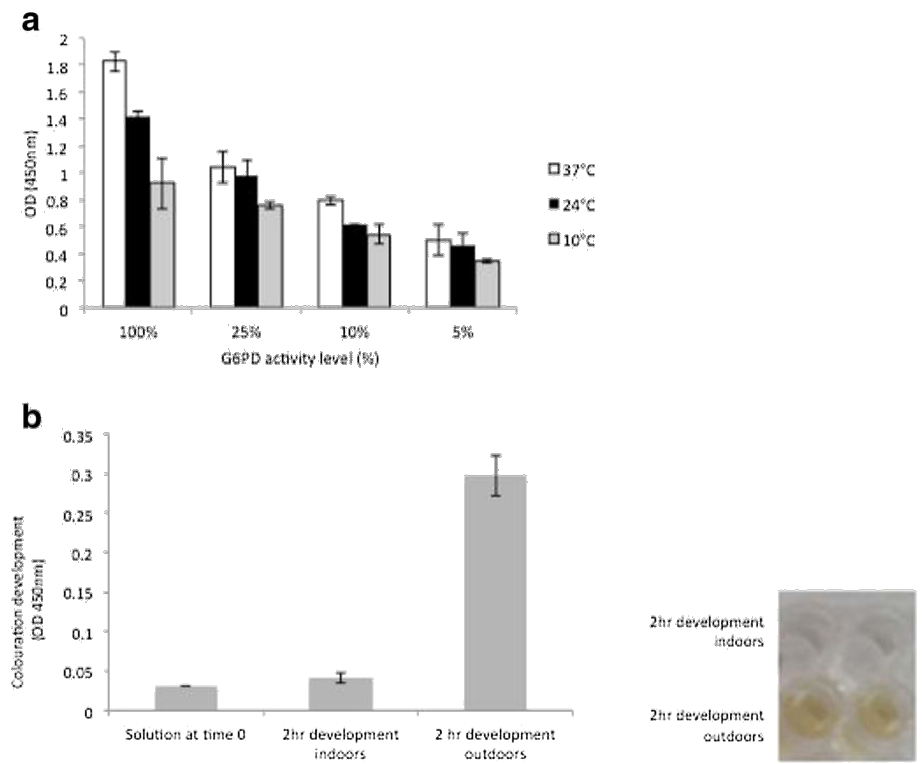 a
2
1.8
1.6
1.4
1.2
1
0.8
0.6
0.4
0.2
0
OD (450nm)
100%
25%
10%
5%
G6PD activity level (%)
37°C
24°C
10°C
b
0.35
0.3
0.25
0.2
0.15
0.1
0.05
0
Colouration development
(OD 450nm)
Solution at time 0
2hr development
indoors
2 hr development
outdoors
2hr development
indoors
2hr development
outdoors